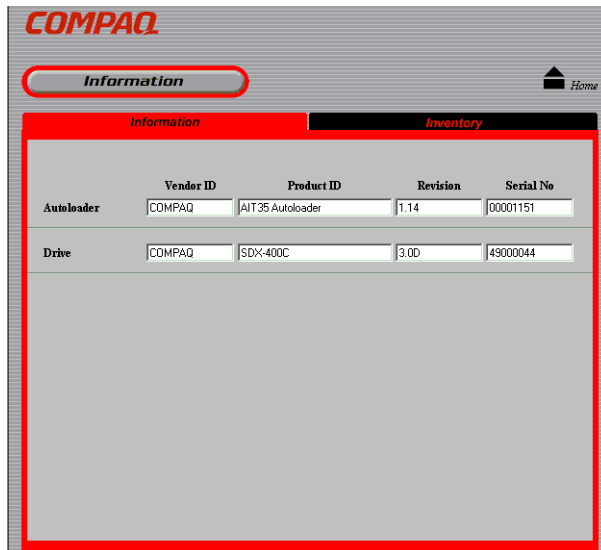 COMPAQ
Information
Home
Information Inventory
Vendor ID Product ID Revision Serial No
Autoloader COMPAQ AIT35 Autoloader 1.14 00001151
Drive COMPAQ SDX-400C 3.0D 49000044